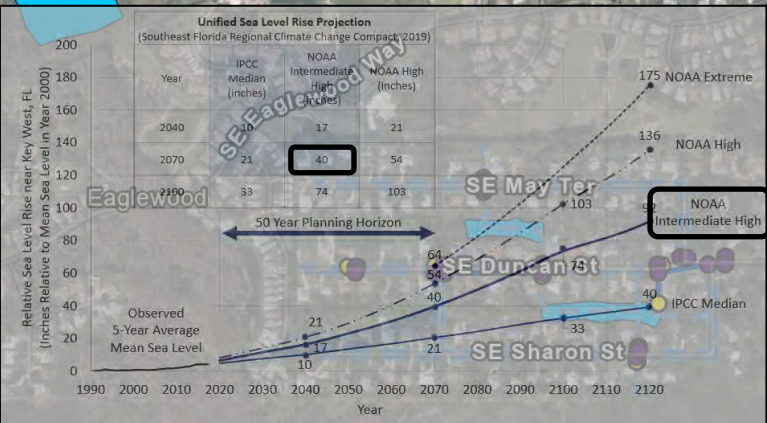 Unified Sea Level Rise Projection
(Southeast Florida Regional Climate Change Compact, 2019)
Year
IPCC Median (inches)
NOAA Intermediate High (inches)
NOAA High (Inches)
2040 10 17 21
2070 21 40 54
2100 33 74 103
SE Eaglewood Way
Eaglewood
SE May Ter
SE Duncan St
SE Sharon St
50 Year Planning Horizon
Observed
5-Year Average
Mean Sea Level
175 NOAA Extreme
136
NOAA High
92
NOAA
Intermediate High
40
IPCC Median
103
74
33
64
54
40
21
21
17
10
200
180
160
140
120
100
80
60
40
20
0
Relative Sea Level Rise near Key West, FL
(Inches Relative to Mean Sea Level in Year 2000)
1990 2000 2010 2020 2030 2040 2050 2060 2070 2080 2090 2100 2110 2120
Year